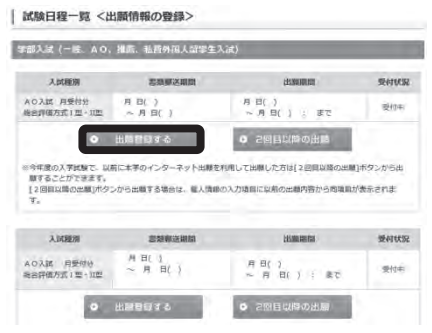 試験日程一覧 <出願情報の登録>
学部入試(一般、AO、推薦、私費外国人留学生入試)
入試種別 書類郵送期間 出願期間 受付状況
AO入試 月受付分 月 日( ) 月 日( )
総合評価方式Ⅰ型・Ⅱ型 ~ 月 日( ) ~ 月 日( ) : まで 受付中
出願登録する 2回目以降の出願
※今年度の入学試験で、以前に本学のインターネット出願を利用して出願した方は[2回目以降の出願]ボタンから出
願することができます。
[2回目以降の出願]ボタンから出願する場合は、個人情報の入力項目に以前の出願内容から同項目が表示されま
す。
入試種別 書類郵送期間 出願期間 受付状況
AO入試 月受付分 月 日( ) 月 日( )
総合評価方式Ⅰ型・Ⅱ型 ~ 月 日( ) ~ 月 日( ) : まで 受付中
出願登録する 2回目以降の出願